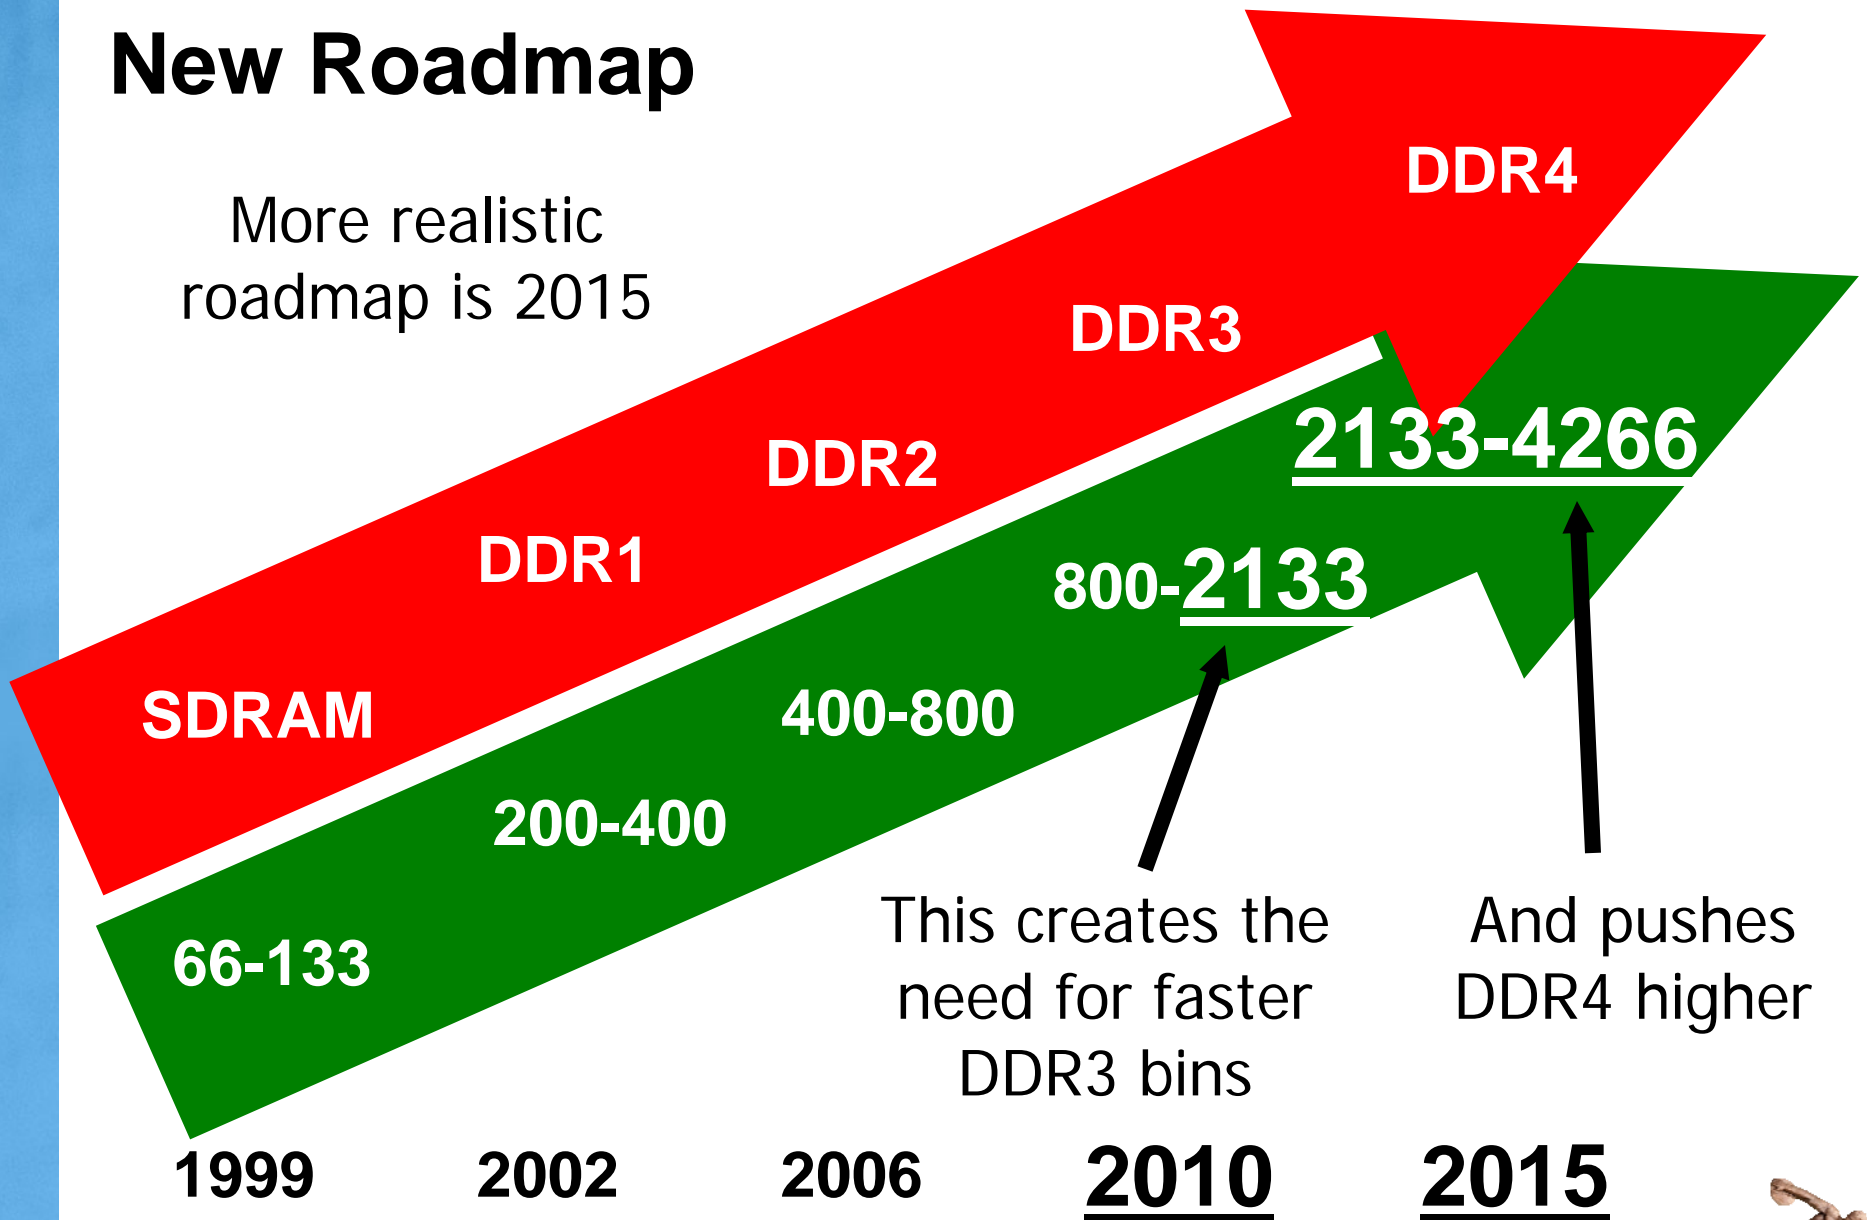 New Roadmap
More realistic
roadmap is 2015
DDR4
DDR3
DDR2
DDR1
SDRAM
2133-4266
800-2133
400-800
200-400
66-133
This creates the
need for faster
DDR3 bins
And pushes
DDR4 higher
1999 2002 2006 2010 2015